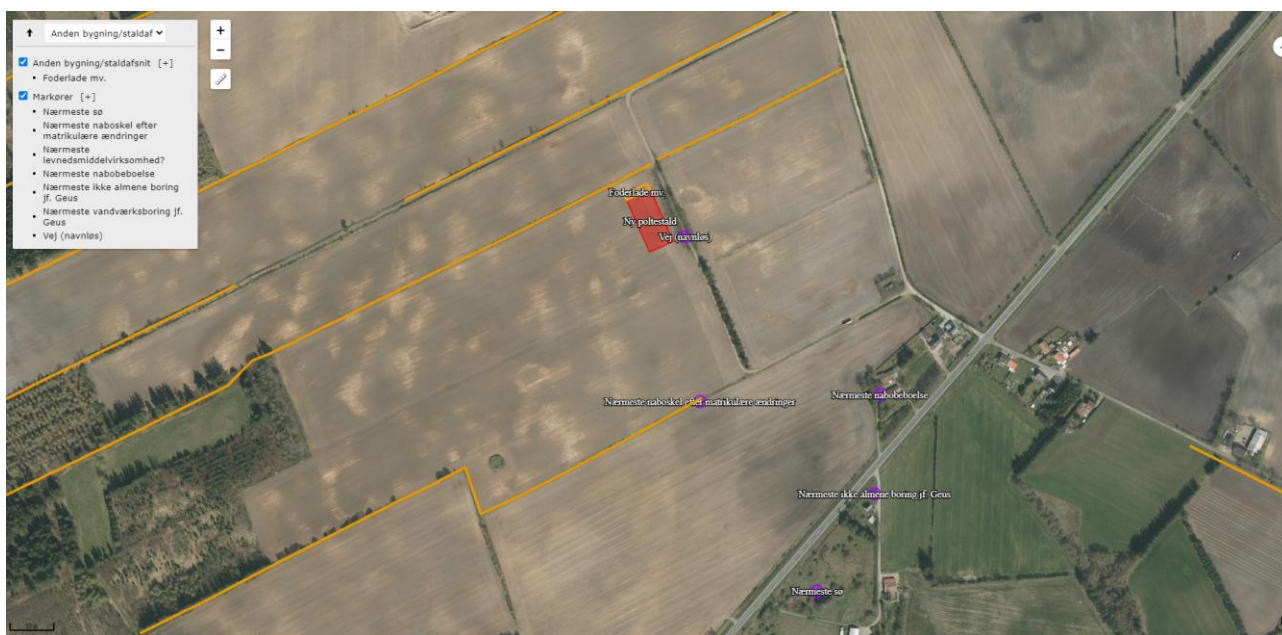 Anden bygning/staldaf
Anden bygning/staldafsnit [+]
Foderlade mv.
Markører [+]
Nærmeste sø
Nærmeste naboskel efter
matrikulære ændringer
Nærmeste
levnedsmiddelvirksomhed?
Nærmeste nabobeboelse
Nærmeste ikke almene boring
jf. Geus
Nærmeste vandværksboring jf.
Geus
Vej (navnløs)
+
−
Foderlade mv.
Ny poltestald
Vej (navnløs)
Nærmeste naboskel efter matrikulære ændringer
Nærmeste nabobeboelse
Nærmeste ikke almene boring jf. Geus
Nærmeste sø